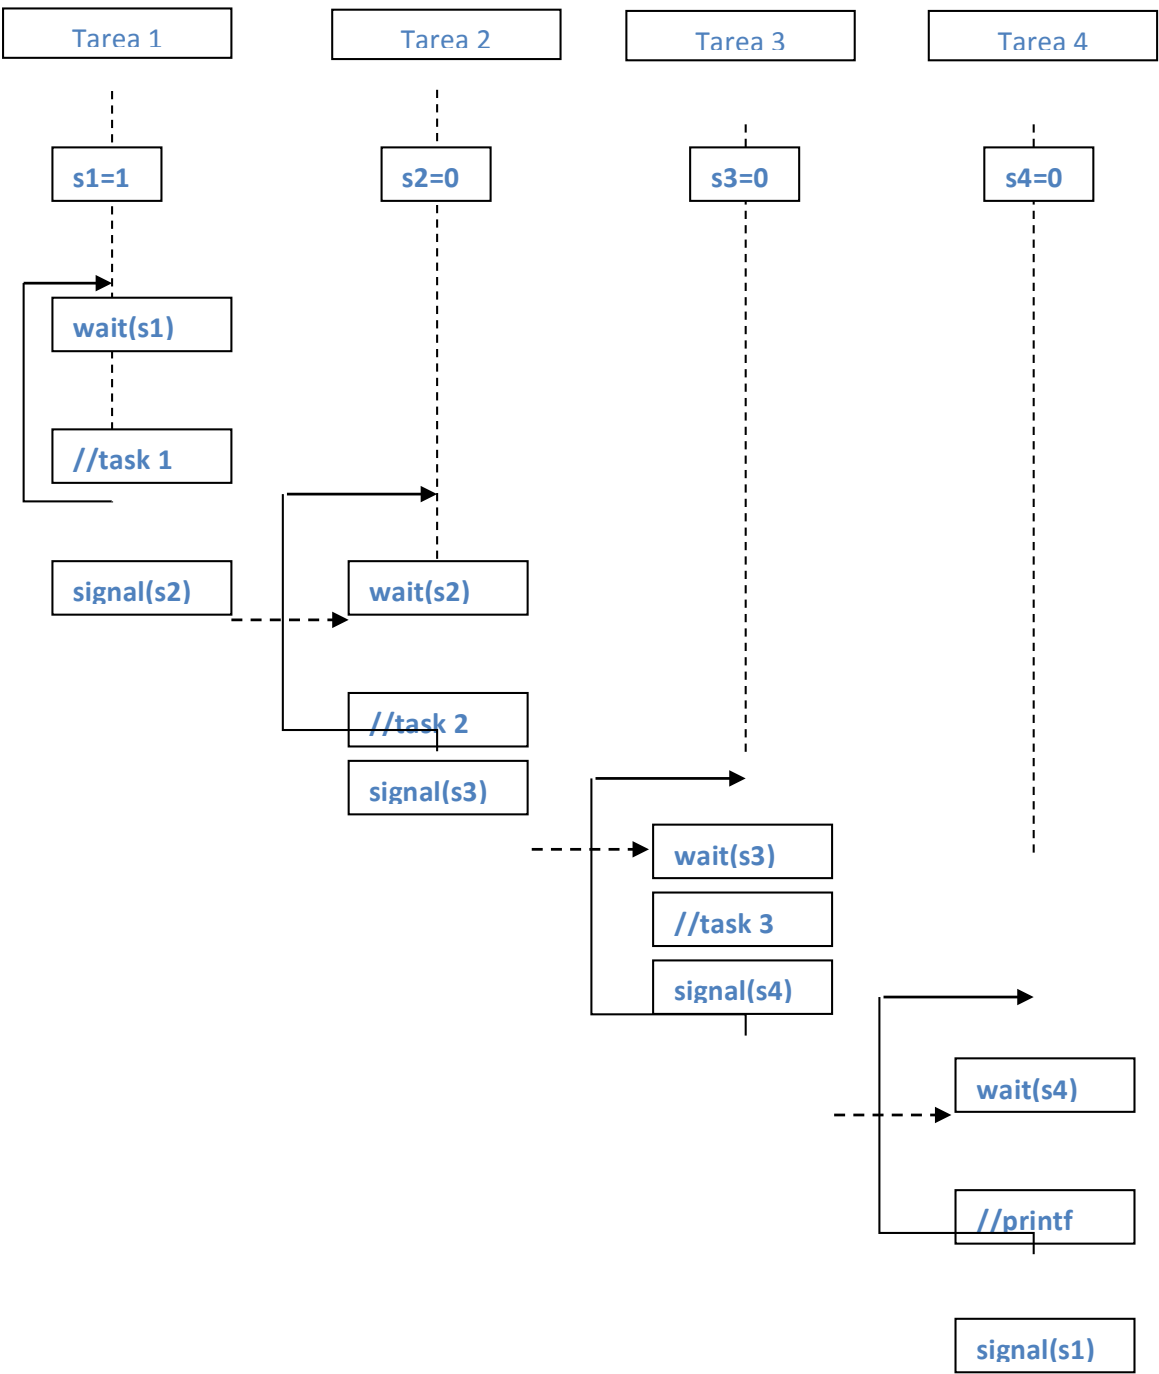 Tarea 1
Tarea 2
Tarea 3
Tarea 4
s1=1
s2=0
s3=0
s4=0
wait(s1)
//task 1
signal(s2)
wait(s2)
//task 2
signal(s3)
wait(s3)
//task 3
signal(s4)
wait(s4)
//printf
signal(s1)